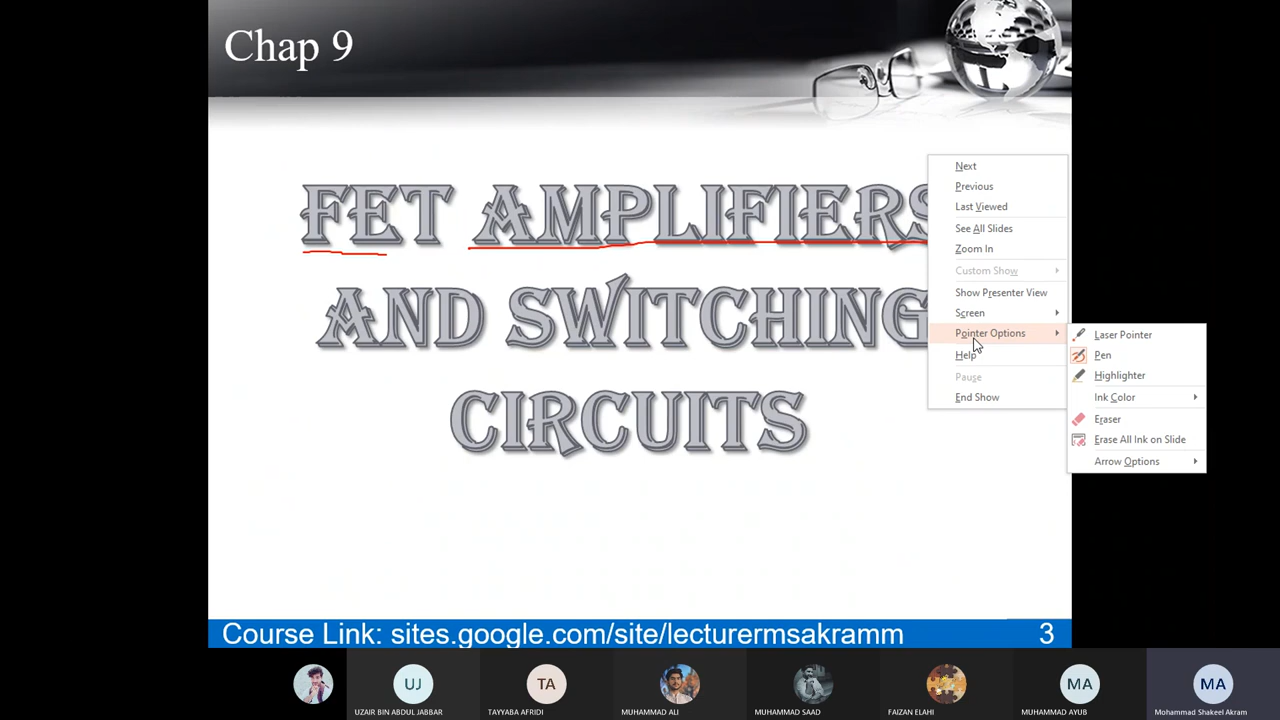 Chap 9
FET AMPLIFIERS
AND SWITCHING
CIRCUITS
Next
Previous
Last Viewed
See All Slides
Zoom In
Custom Show
Show Presenter View
Screen
Pointer Options
Help
Pause
End Show
Laser Pointer
Pen
Highlighter
Ink Color
Eraser
Erase All Ink on Slide
Arrow Options
Course Link: sites.google.com/site/lecturermsakramm 3
UJ TA MA MA
UZAIR BIN ABDUL JABBAR TAYYABA AFRIDI MUHAMMAD ALI MUHAMMAD SAAD FAIZAN ELAHI MUHAMMAD AYUB Mohammad Shakeel Akram